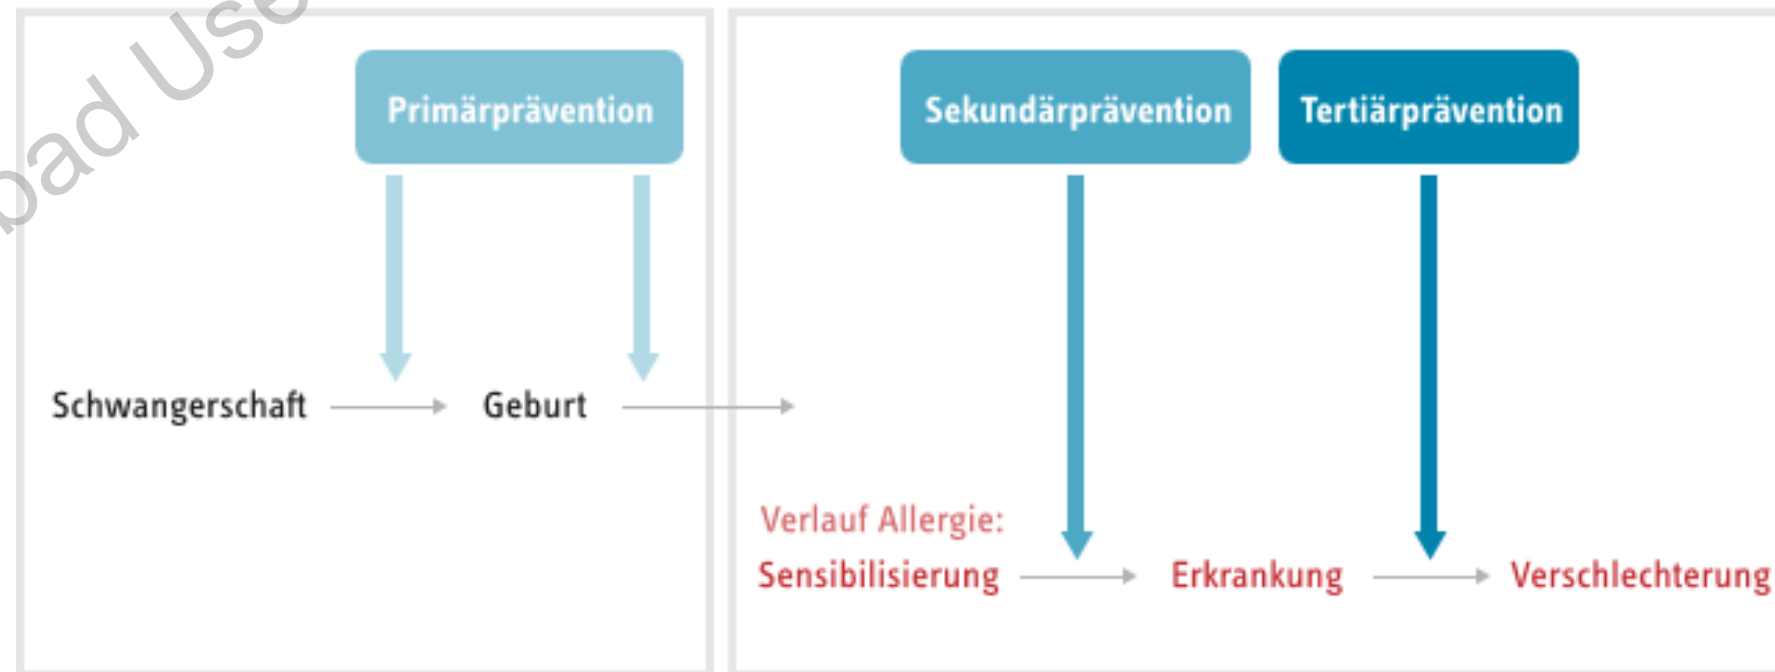 Primärprävention
Sekundärprävention
Tertiärprävention
Schwangerschaft
Geburt
Verlauf Allergie:
Sensibilisierung
Erkrankung
Verschlechterung